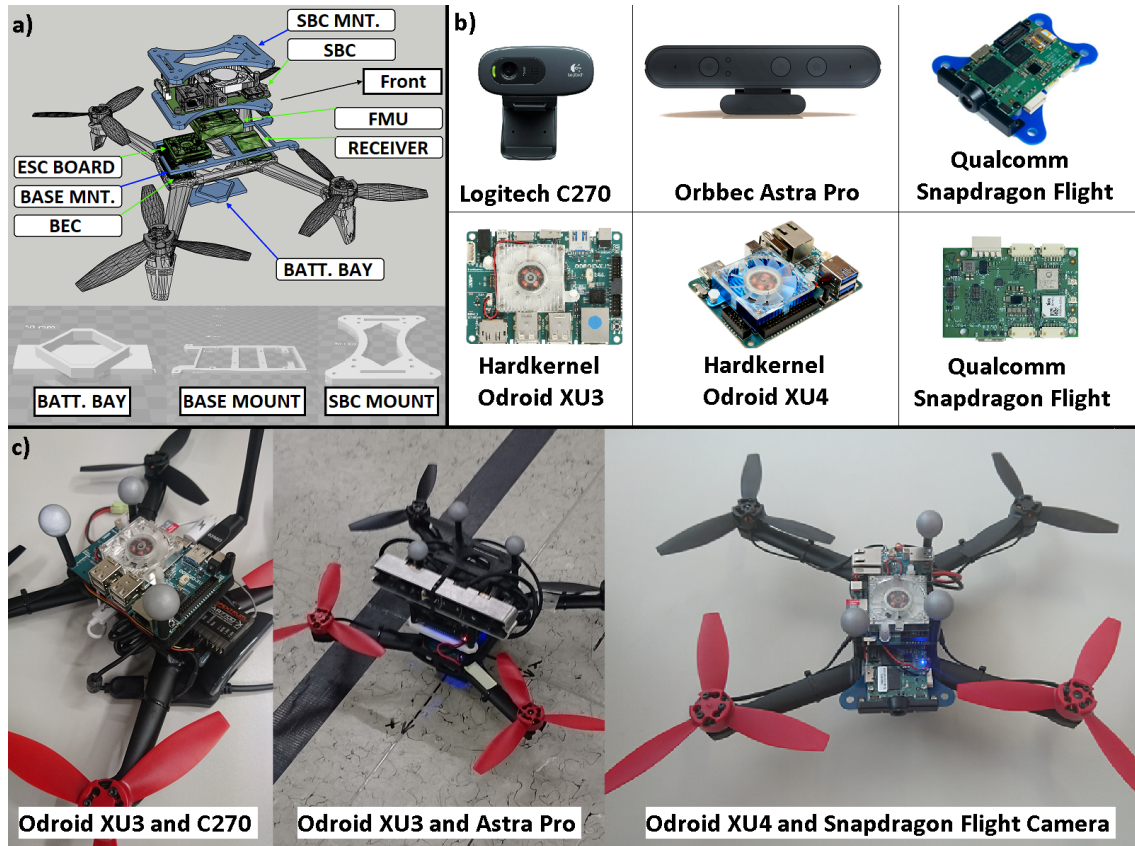 a)
SBC MNT.
SBC
Front
FMU
RECEIVER
ESC BOARD
BASE MNT.
BEC
BATT. BAY
BATT. BAY
BASE MOUNT
SBC MOUNT
b)
Logitech C270
Orbbec Astra Pro
Qualcomm
Snapdragon Flight
Hardkernel
Odroid XU3
Hardkernel
Odroid XU4
Qualcomm
Snapdragon Flight
c)
Odroid XU3 and C270
Odroid XU3 and Astra Pro
Odroid XU4 and Snapdragon Flight Camera